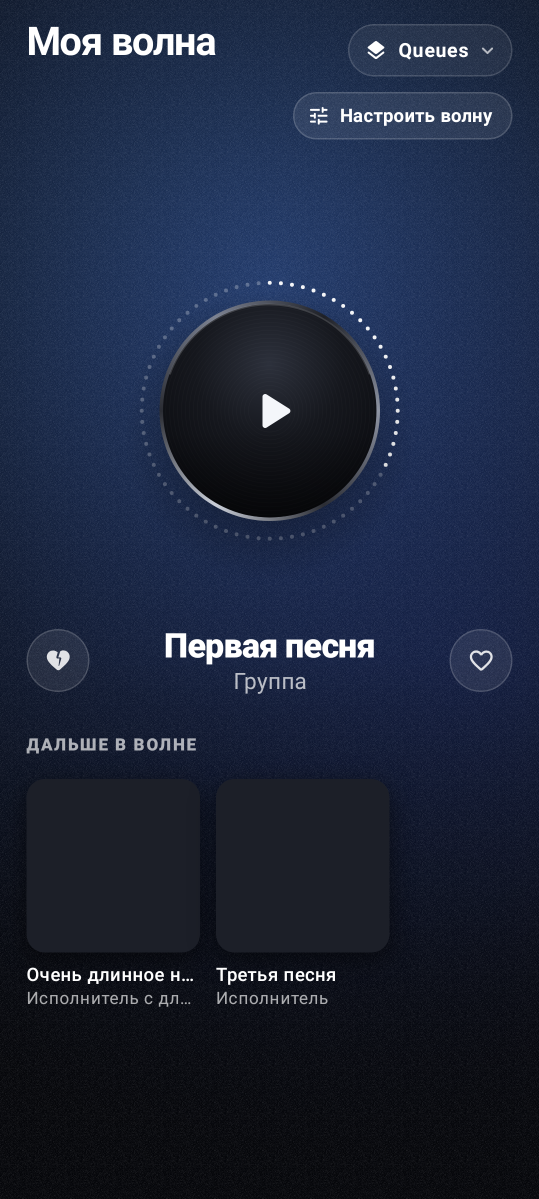 Моя волна
Queues
Настроить волну
Первая песня
Группа
ДАЛЬШЕ В ВОЛНЕ
Очень длинное н…
Исполнитель с дл…
Третья песня
Исполнитель